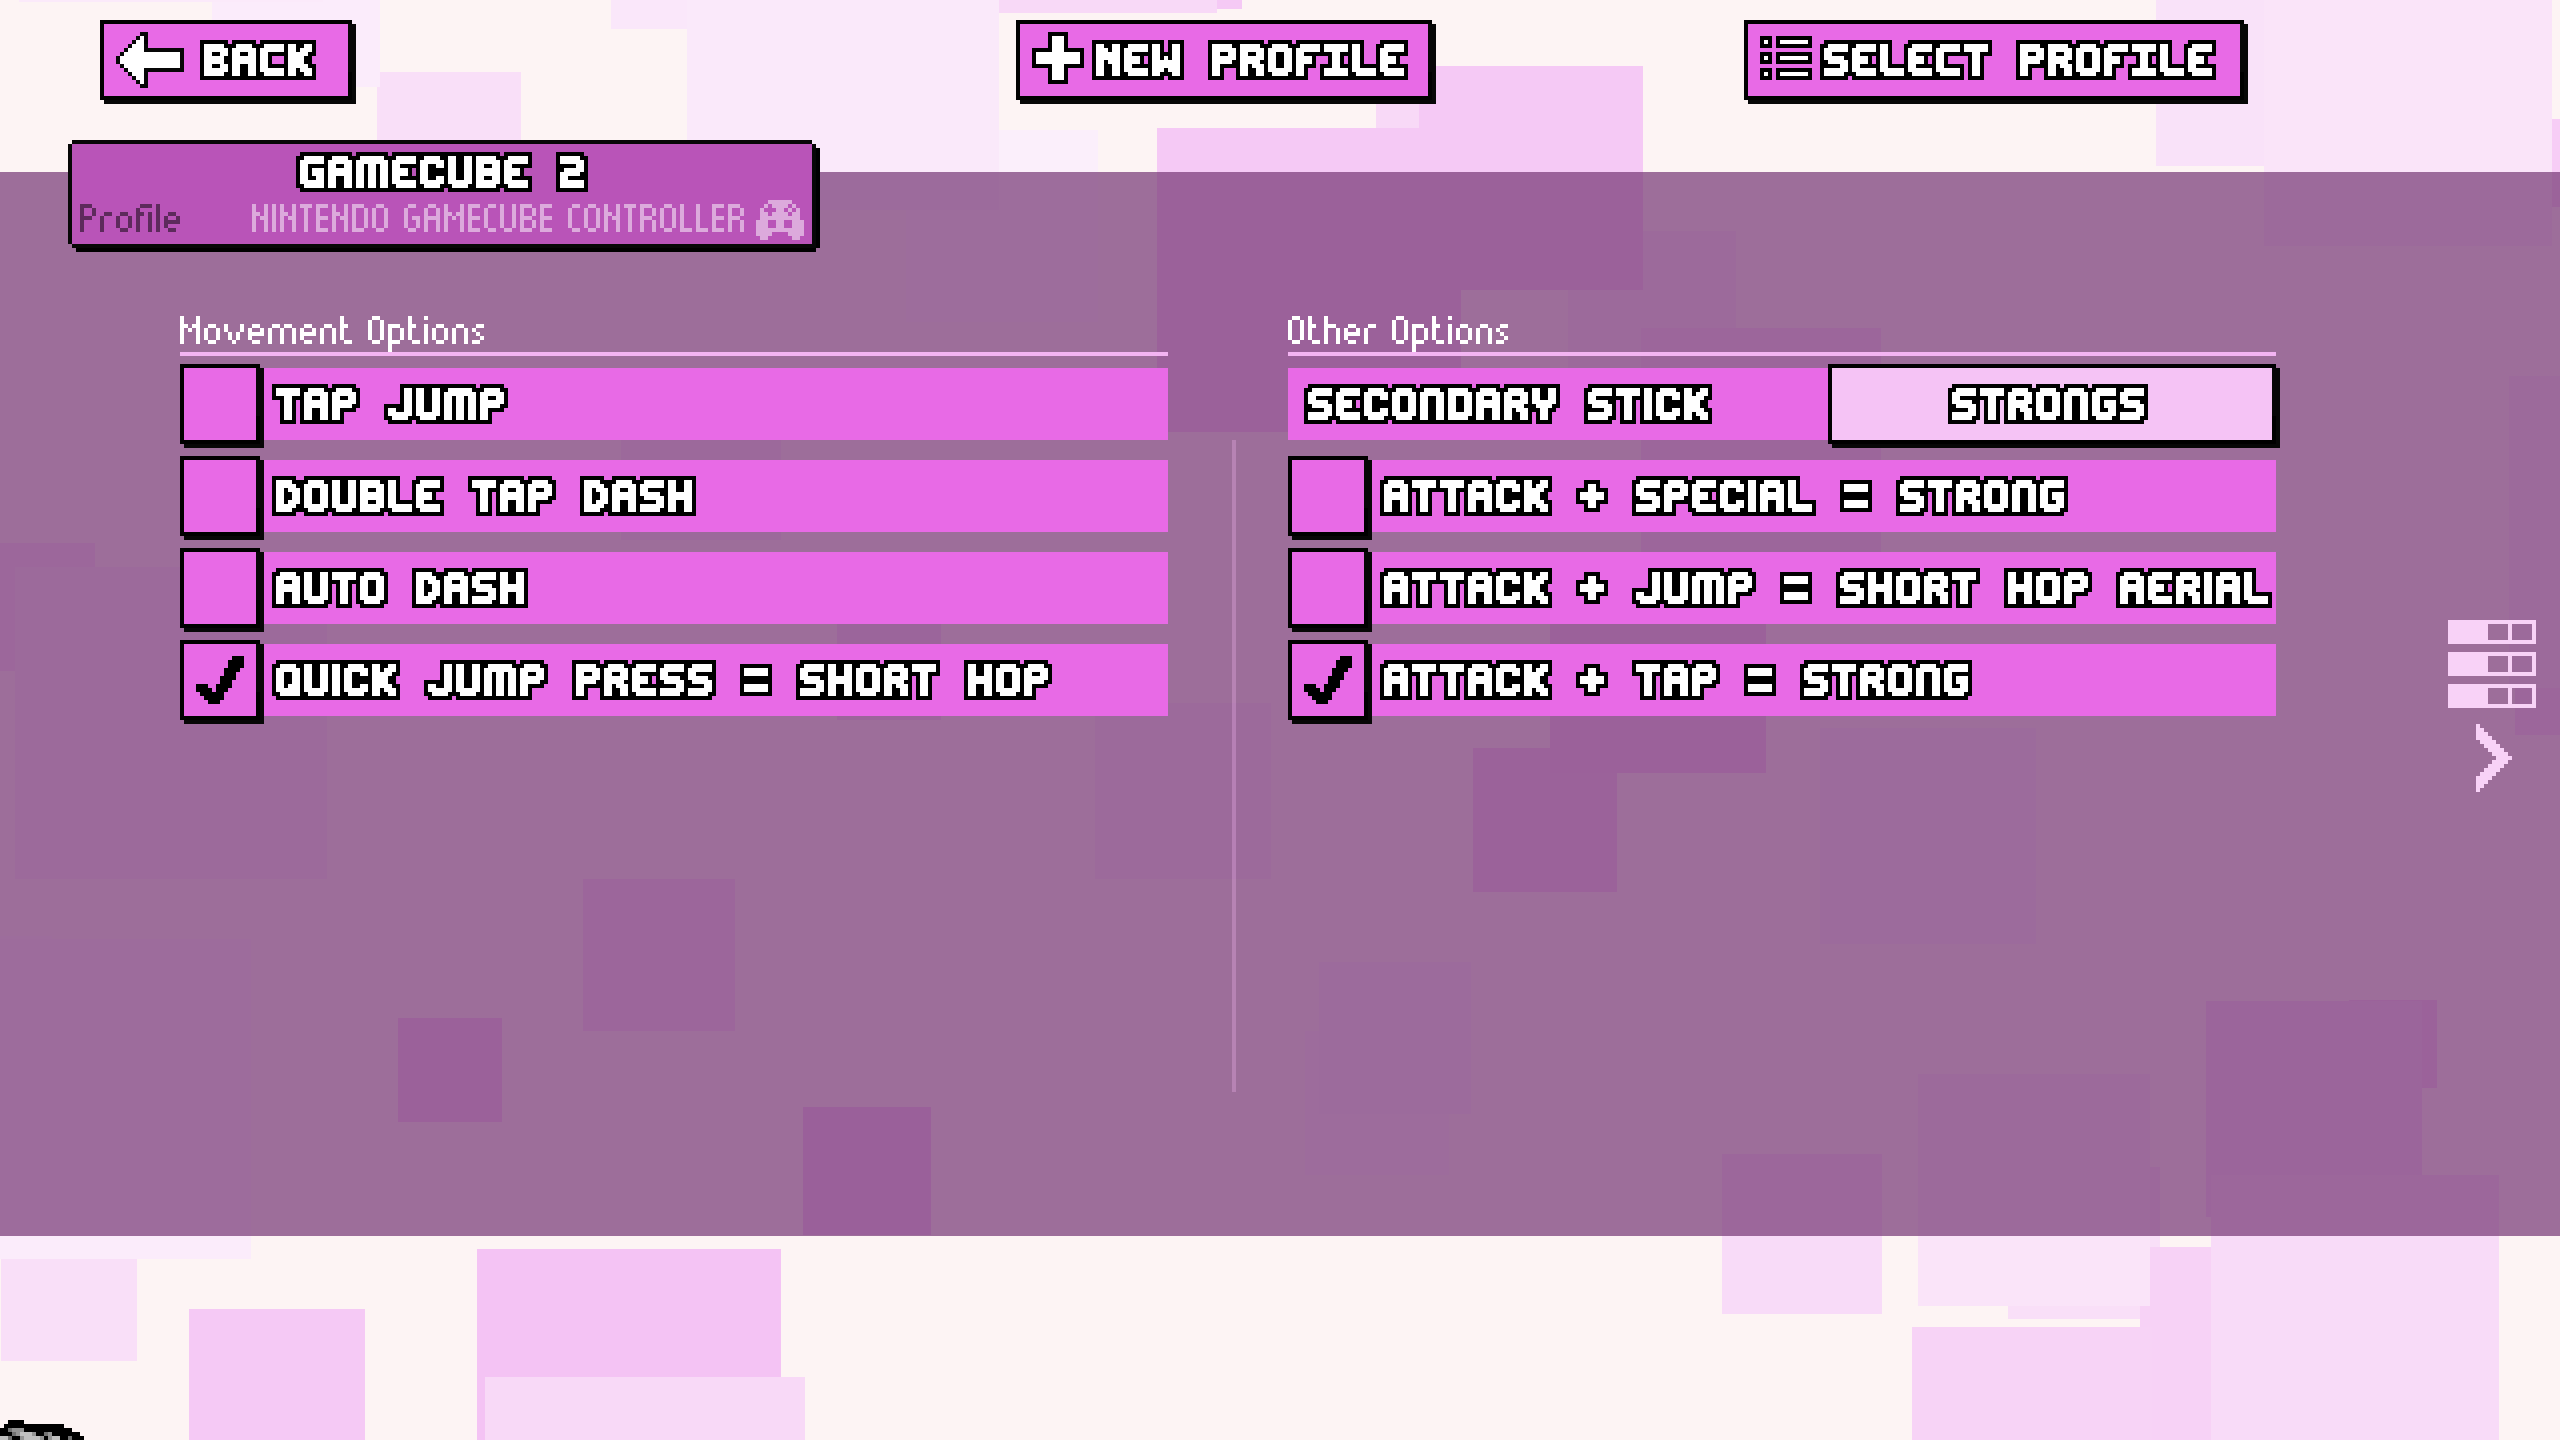 BACK
NEW PROFILE
SELECT PROFILE
GAMECUBE 2
Profile NINTENDO GAMECUBE CONTROLLER
Movement Options
TAP JUMP
DOUBLE TAP DASH
AUTO DASH
QUICK JUMP PRESS = SHORT HOP
Other Options
SECONDARY STICK STRONGS
ATTACK + SPECIAL = STRONG
ATTACK + JUMP = SHORT HOP AERIAL
ATTACK + TAP = STRONG